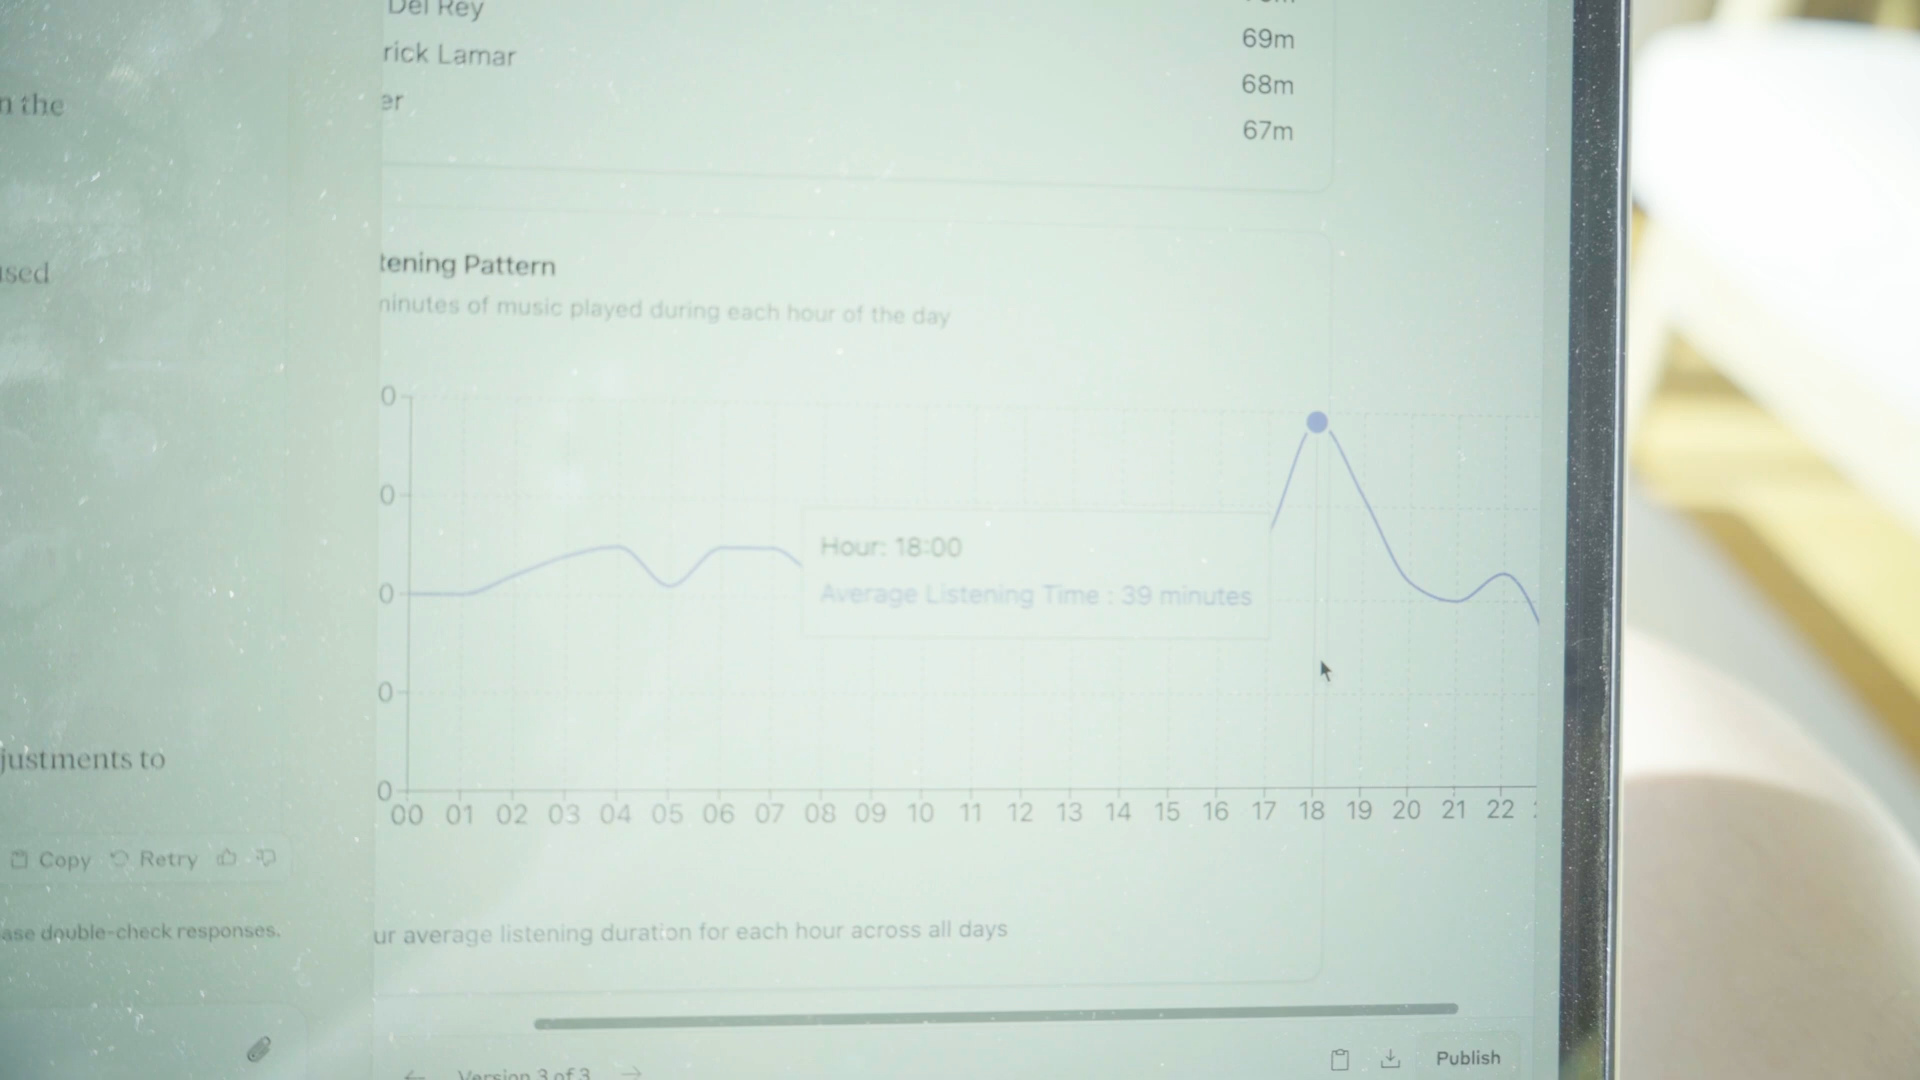 Del Rey
69m
rick Lamar
68m
er
67m
n the
tening Pattern
minutes of music played during each hour of the day
used
0
0
Hour: 18:00
Average Listening Time : 39 minutes
0
0
0
00 01 02 03 04 05 06 07 08 09 10 11 12 13 14 15 16 17 18 19 20 21 22
justments to
Copy Retry
ase double-check responses.
ur average listening duration for each hour across all days
Version 3 of 3
Publish